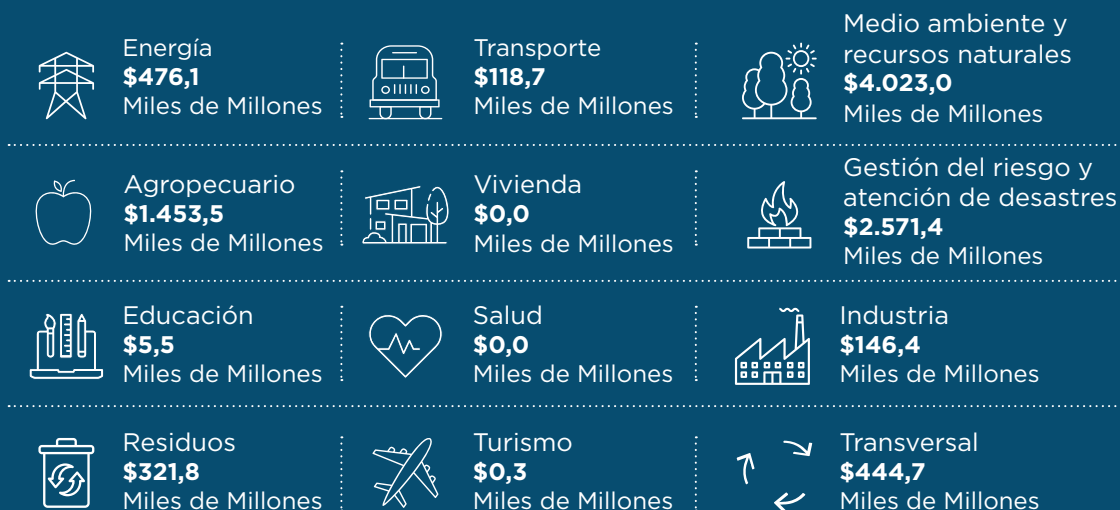 Energía
$476,1
Miles de Millones
Transporte
$118,7
Miles de Millones
Medio ambiente y
recursos naturales
$4.023,0
Miles de Millones
Agropecuario
$1.453,5
Miles de Millones
Vivienda
$0,0
Miles de Millones
Gestión del riesgo y
atención de desastres
$2.571,4
Miles de Millones
Educación
$5,5
Miles de Millones
Salud
$0,0
Miles de Millones
Industria
$146,4
Miles de Millones
Residuos
$321,8
Miles de Millones
Turismo
$0,3
Miles de Millones
Transversal
$444,7
Miles de Millones